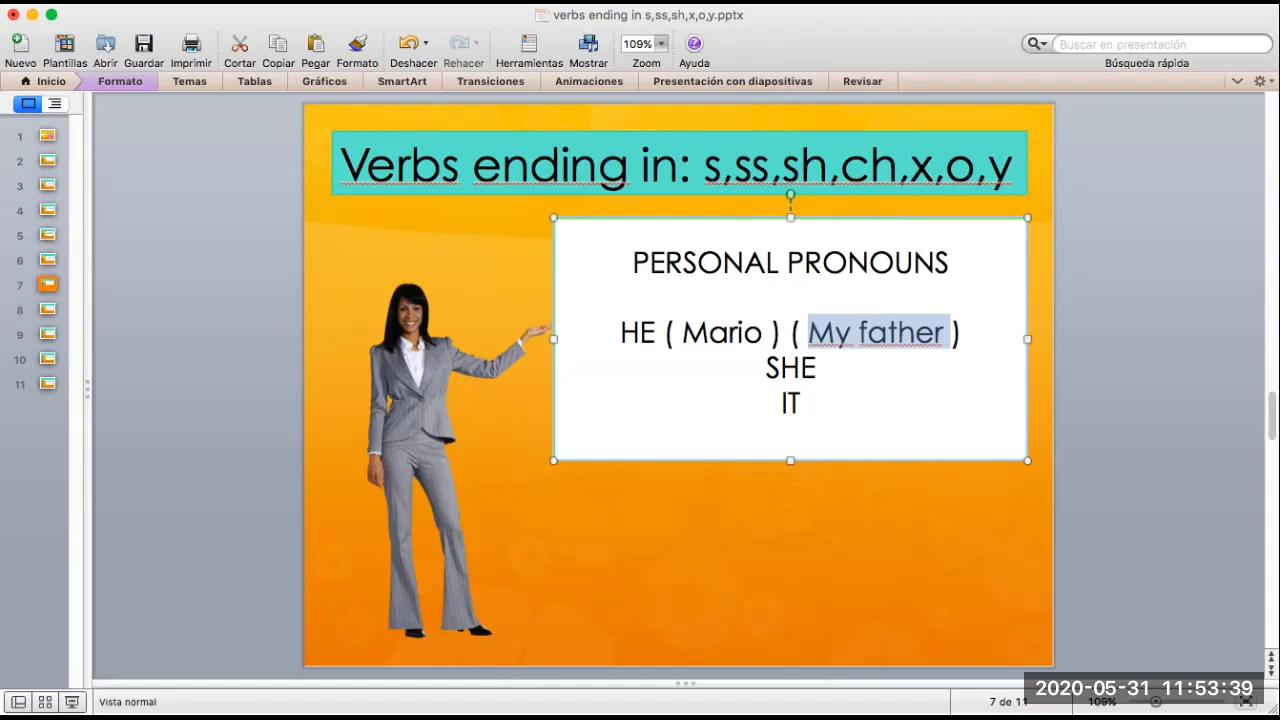 verbs ending in s,ss,sh,x,o,y.pptx
Nuevo Plantillas Abrir Guardar Imprimir Cortar Copiar Pegar Formato Deshacer Rehacer Herramientas Mostrar 109% Zoom Ayuda
Buscar en presentación
Búsqueda rápida
Inicio Formato Temas Tablas Gráficos SmartArt Transiciones Animaciones Presentación con diapositivas Revisar
1
2
3
4
5
6
7
8
9
10
11
Verbs ending in: s,ss,sh,ch,x,o,y
PERSONAL PRONOUNS
HE ( Mario ) ( My father )
SHE
IT
Vista normal
7 de 11
109%
2020-05-31 11:53:39